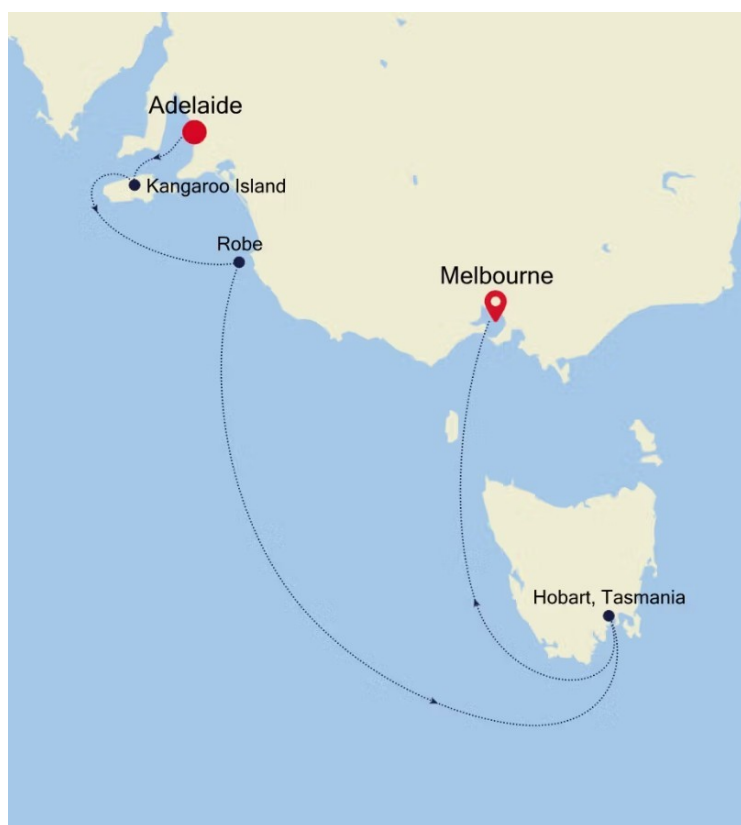 Adelaide
Kangaroo Island
Robe
Melbourne
Hobart, Tasmania